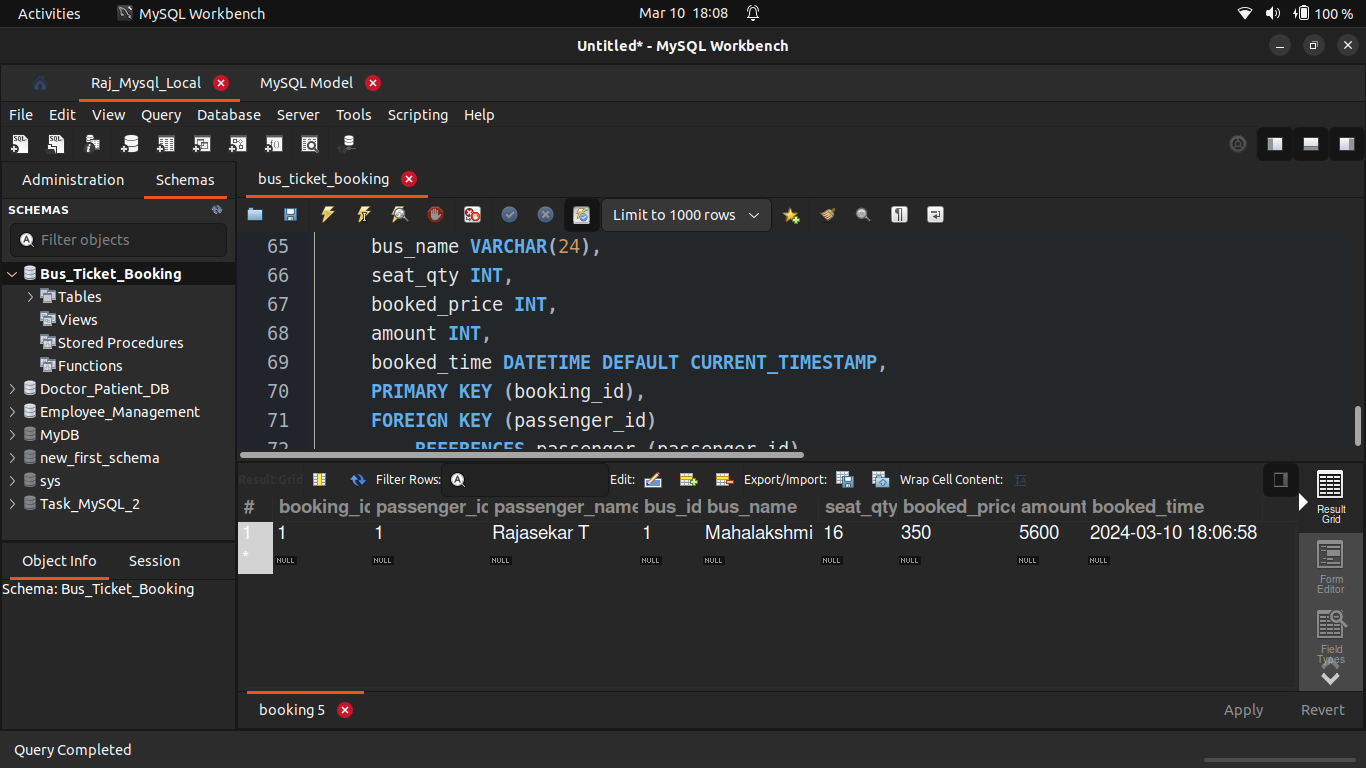 Activities MySQL Workbench Mar 10 18:08 100 %
Untitled* - MySQL Workbench
Raj_Mysql_Local MySQL Model
File Edit View Query Database Server Tools Scripting Help
Administration Schemas
bus_ticket_booking
SCHEMAS
Filter objects
Limit to 1000 rows
Bus_Ticket_Booking
Tables
Views
Stored Procedures
Functions
Doctor_Patient_DB
Employee_Management
MyDB
new_first_schema
sys
Task_MySQL_2
65 bus_name VARCHAR(24),
66 seat_qty INT,
67 booked_price INT,
68 amount INT,
69 booked_time DATETIME DEFAULT CURRENT_TIMESTAMP,
70 PRIMARY KEY (booking_id),
71 FOREIGN KEY (passenger_id)
72 REFERENCES passenger (passenger_id)
Result Grid Filter Rows: Edit: Export/Import: Wrap Cell Content:
# booking_id passenger_id passenger_name bus_id bus_name seat_qty booked_price amount booked_time
1 1 1 Rajasekar T 1 Mahalakshmi 16 350 5600 2024-03-10 18:06:58
* NULL NULL NULL NULL NULL NULL NULL NULL NULL
Result
Grid
Form
Editor
Field
Types
Object Info Session
Schema: Bus_Ticket_Booking
booking 5 Apply Revert
Query Completed